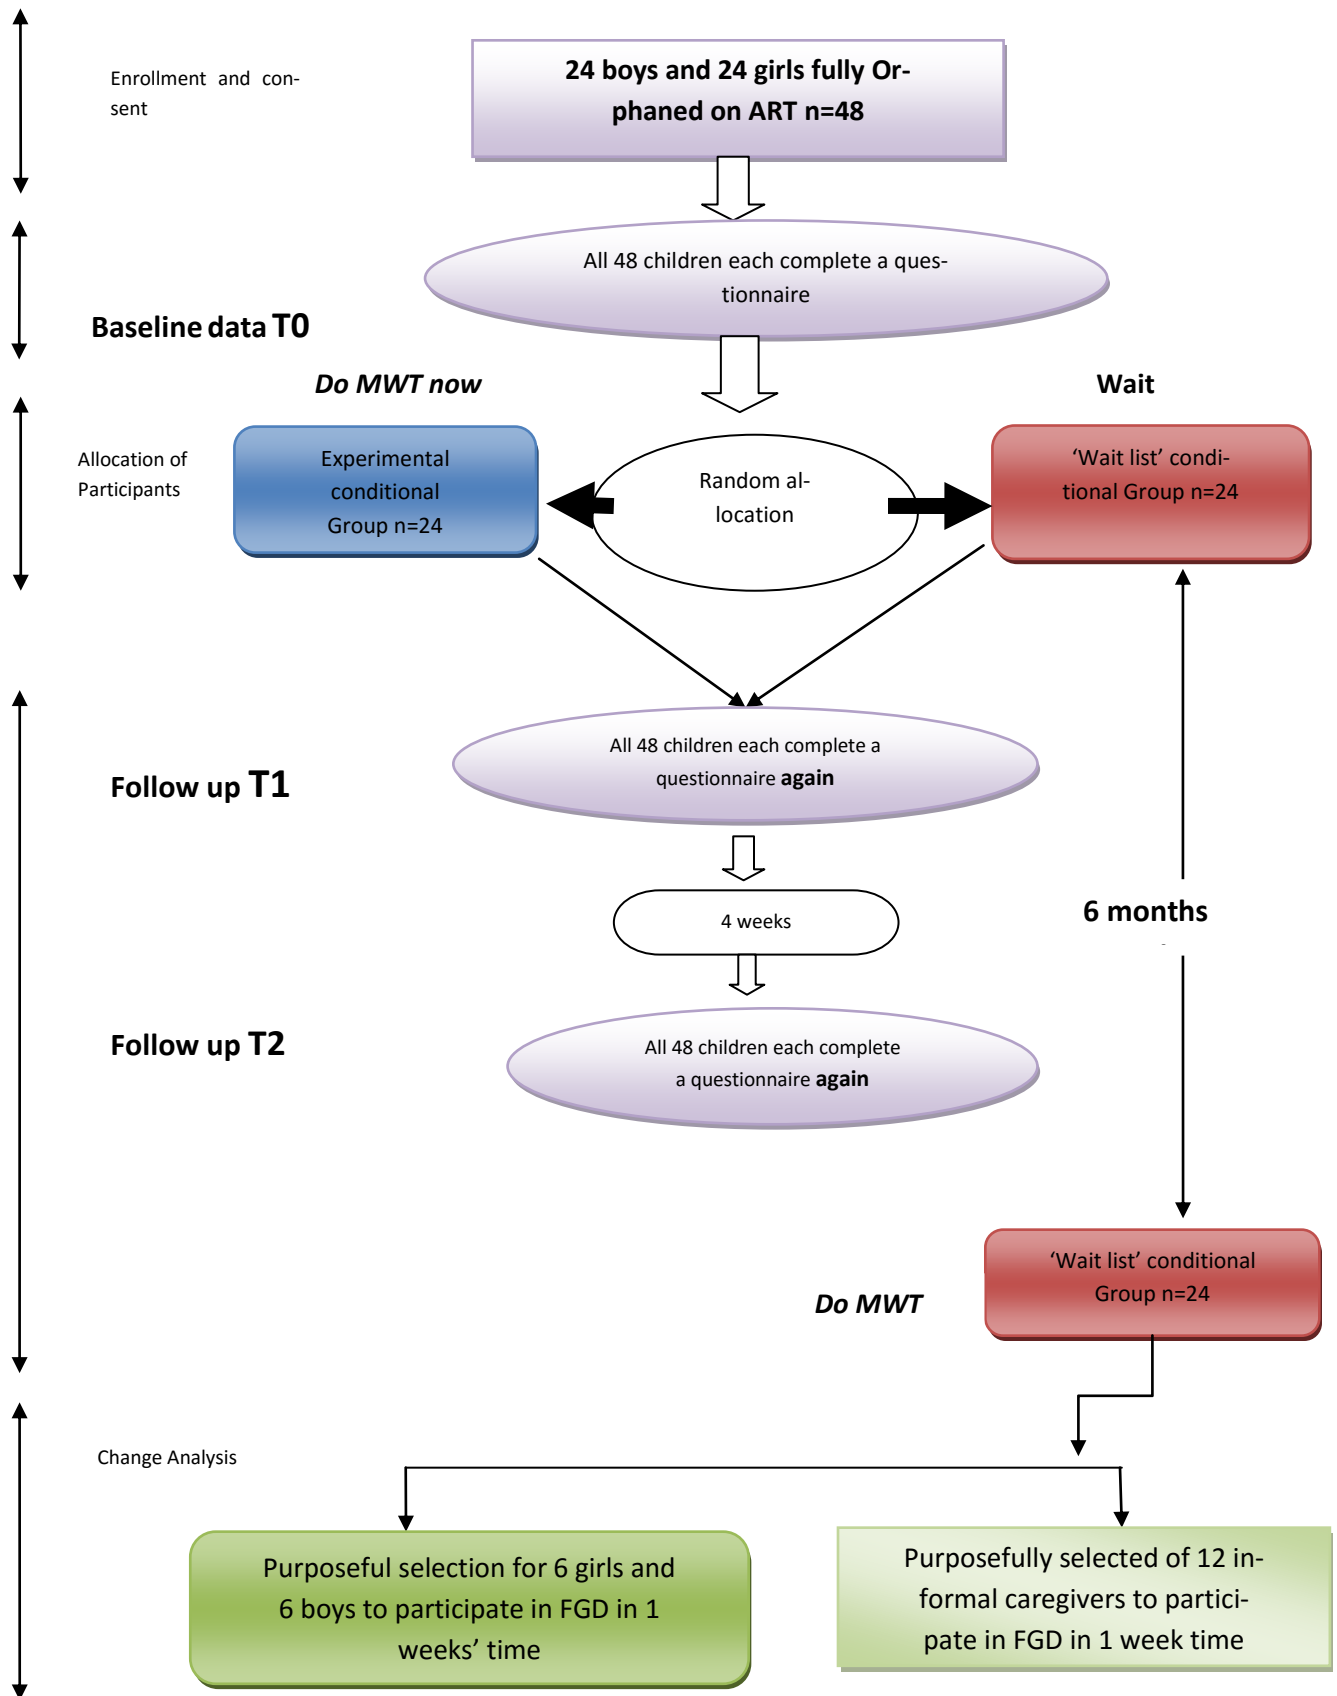 Enrollment and con-
sent
24 boys and 24 girls fully Or-
phaned on ART n=48
All 48 children each complete a ques-
tionnaire
Baseline data T0
Do MWT now
Wait
Allocation of
Participants
Experimental
conditional
Group n=24
Random al-
location
‘Wait list’ condi-
tional Group n=24
All 48 children each complete a
questionnaire again
Follow up T1
4 weeks
6 months
Follow up T2
All 48 children each complete
a questionnaire again
‘Wait list’ conditional
Group n=24
Do MWT
Change Analysis
Purposeful selection for 6 girls and
6 boys to participate in FGD in 1
weeks’ time
Purposefully selected of 12 in-
formal caregivers to partici-
pate in FGD in 1 week time